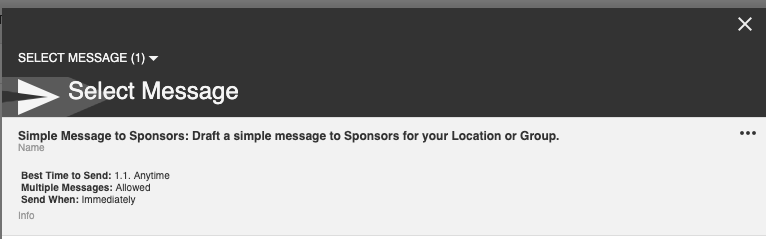 SELECT MESSAGE (1)
Select Message
Simple Message to Sponsors: Draft a simple message to Sponsors for your Location or Group.
Name
Best Time to Send: 1.1. Anytime
Multiple Messages: Allowed
Send When: Immediately
Info